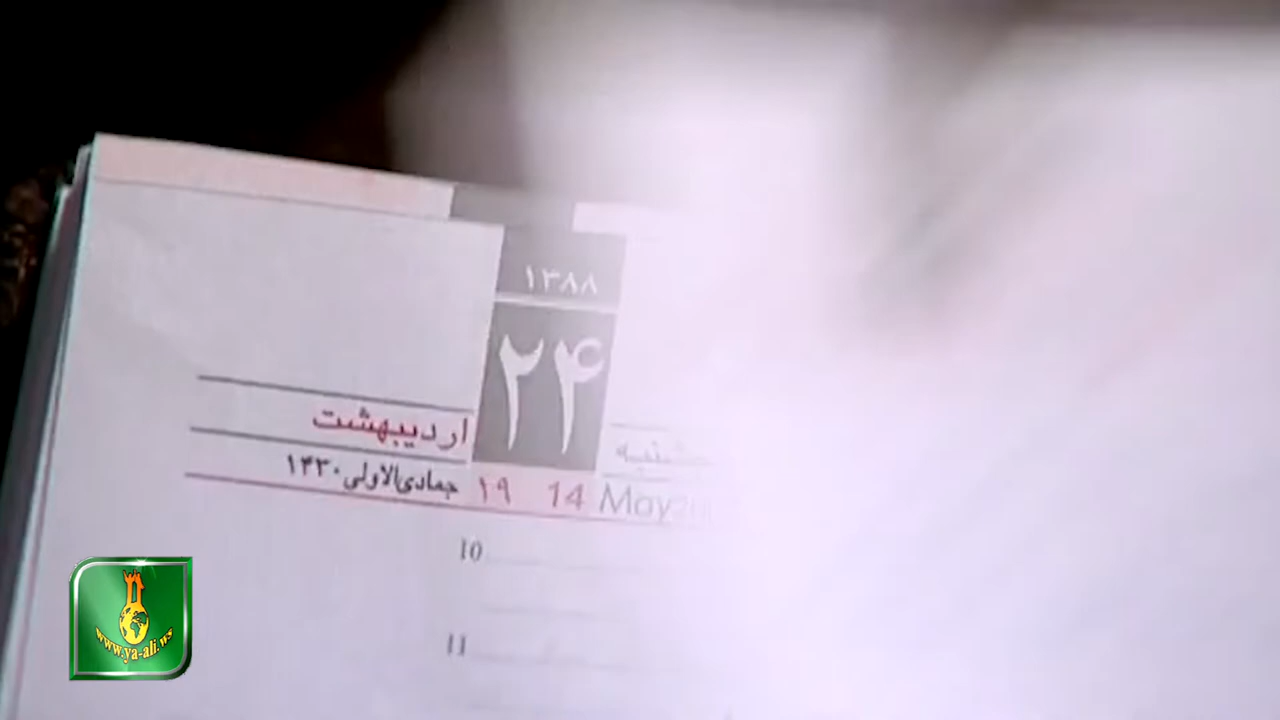 ۱۳۸۸
۲۴
اردیبهشت
جمادی‌الاولی ۱۴۳۰
۱۹ 14 May
10
11
www.ya-ali.ws